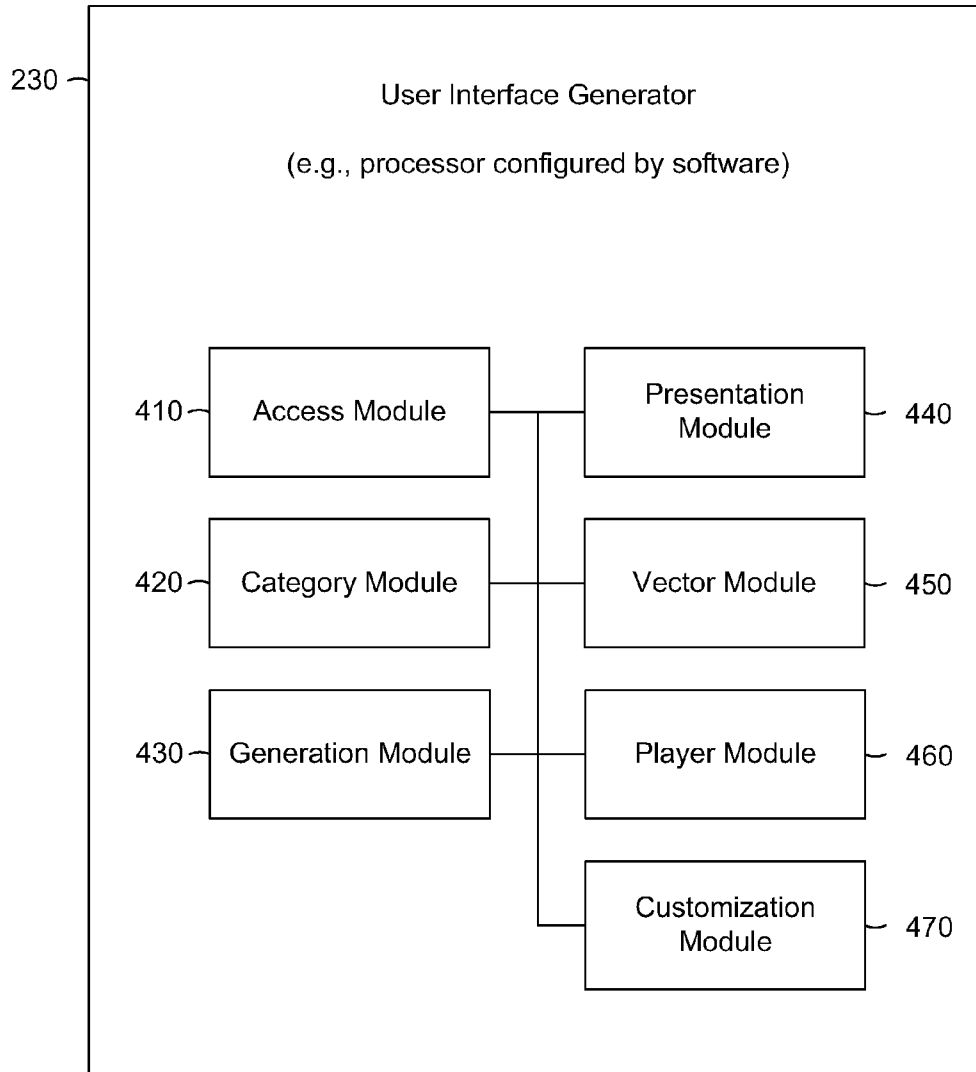 230
User Interface Generator
(e.g., processor configured by software)
410
Access Module
Presentation
Module
440
420
Category Module
Vector Module
450
430
Generation Module
Player Module
460
Customization
Module
470